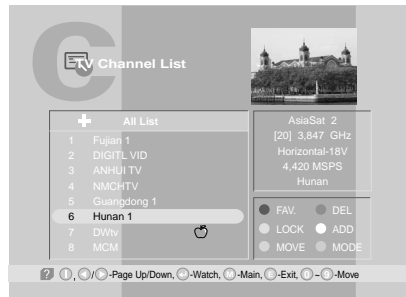 C
TV Channel List
All List
1 Fujian 1
2 DIGITL VID
3 ANHUI TV
4 NMCHTV
5 Guangdong 1
6 Hunan 1
7 DWtv
8 MCM
AsiaSat 2
[20] 3,847 GHz
Horizontal-18V
4,420 MSPS
Hunan
FAV. DEL
LOCK ADD
MOVE MODE
? /-Page Up/Down, -Watch, M-Main, E-Exit, 0~9-Move